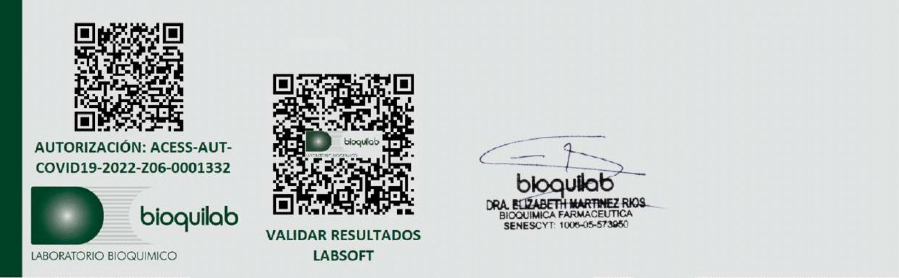 AUTORIZACIÓN: ACESS-AUT-
COVID19-2022-Z06-0001332
bioquilab
LABORATORIO BIOQUIMICO
bioquilab
VALIDAR RESULTADOS
LABSOFT
bioquilab
DRA. ELIZABETH MARTINEZ RIOS
BIOQUIMICA FARMACEUTICA
SENESCYT: 1006-05-573950